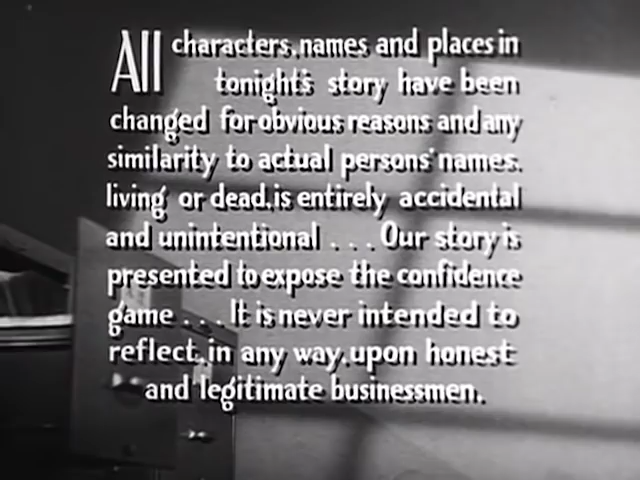 All characters, names and places in
tonight's story have been
changed for obvious reasons and any
similarity to actual persons' names.
living or dead, is entirely accidental
and unintentional . . . Our story is
presented to expose the confidence
game . . . It is never intended to
reflect, in any way, upon honest
and legitimate businessmen.